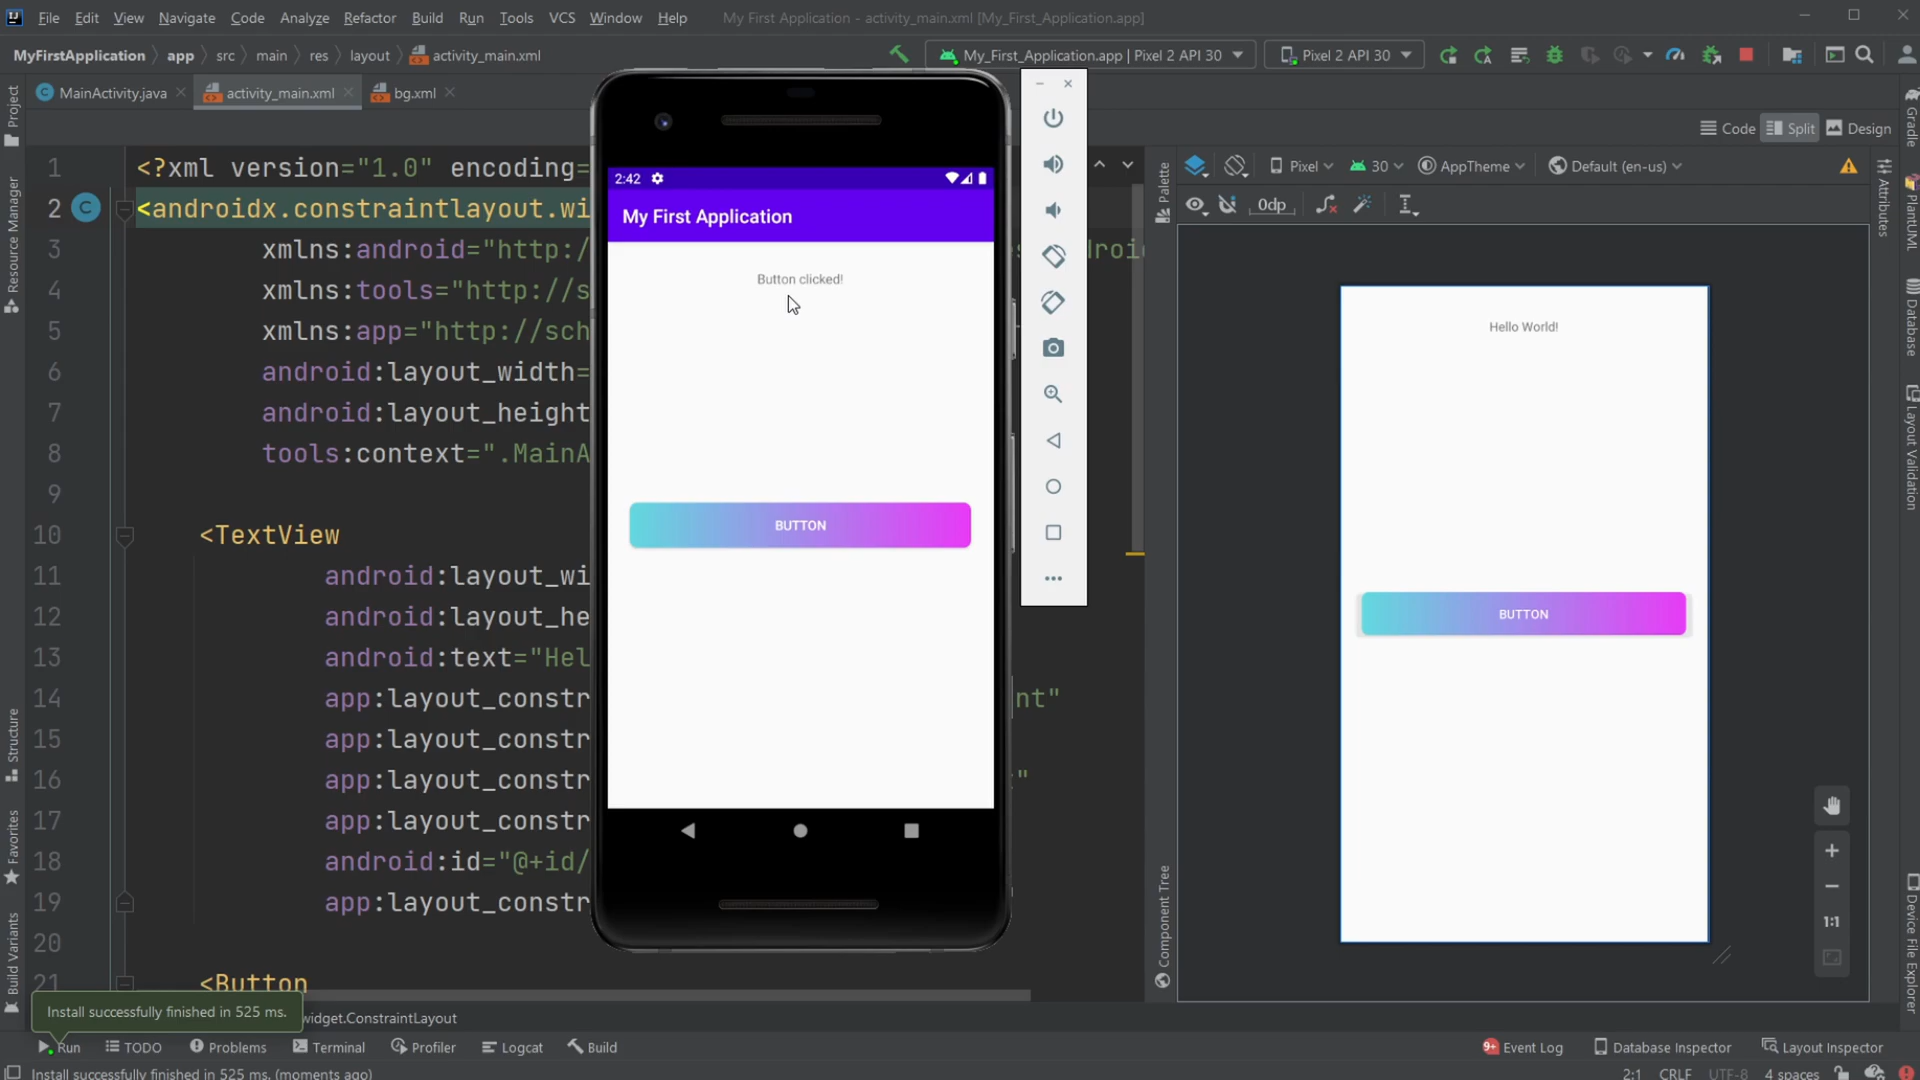 File Edit View Navigate Code Analyze Refactor Build Run Tools VCS Window Help My First Application - activity_main.xml [My_First_Application.app]
MyFirstApplication app src main res layout activity_main.xml My_First_Application.app | Pixel 2 API 30 Pixel 2 API 30
MainActivity.java activity_main.xml bg.xml
Code Split Design
Project
Resource Manager
Structure
Favorites
Build Variants
1 <?xml version="1.0" encoding=
2 <androidx.constraintlayout.wi
3 xmlns:android="http:/
4 xmlns:tools="http://s
5 xmlns:app="http://sch
6 android:layout_width=
7 android:layout_height
8 tools:context=".MainA
9
10 <TextView
11 android:layout_wi
12 android:layout_he
13 android:text="Hel
14 app:layout_constr nt"
15 app:layout_constr
16 app:layout_constr "
17 app:layout_constr
18 android:id="@+id/
19 app:layout_constr
20
21 <Button
2:42
My First Application
Button clicked!
BUTTON
Palette
Component Tree
Pixel 30 AppTheme Default (en-us)
0dp
Hello World!
BUTTON
1:1
Gradle
PlantUML
Attributes
Database
Layout Validation
Device File Explorer
Install successfully finished in 525 ms.
widget.ConstraintLayout
Run TODO Problems Terminal Profiler Logcat Build 9+ Event Log Database Inspector Layout Inspector
Install successfully finished in 525 ms. (moments ago) 2:1 CRLF UTF-8 4 spaces